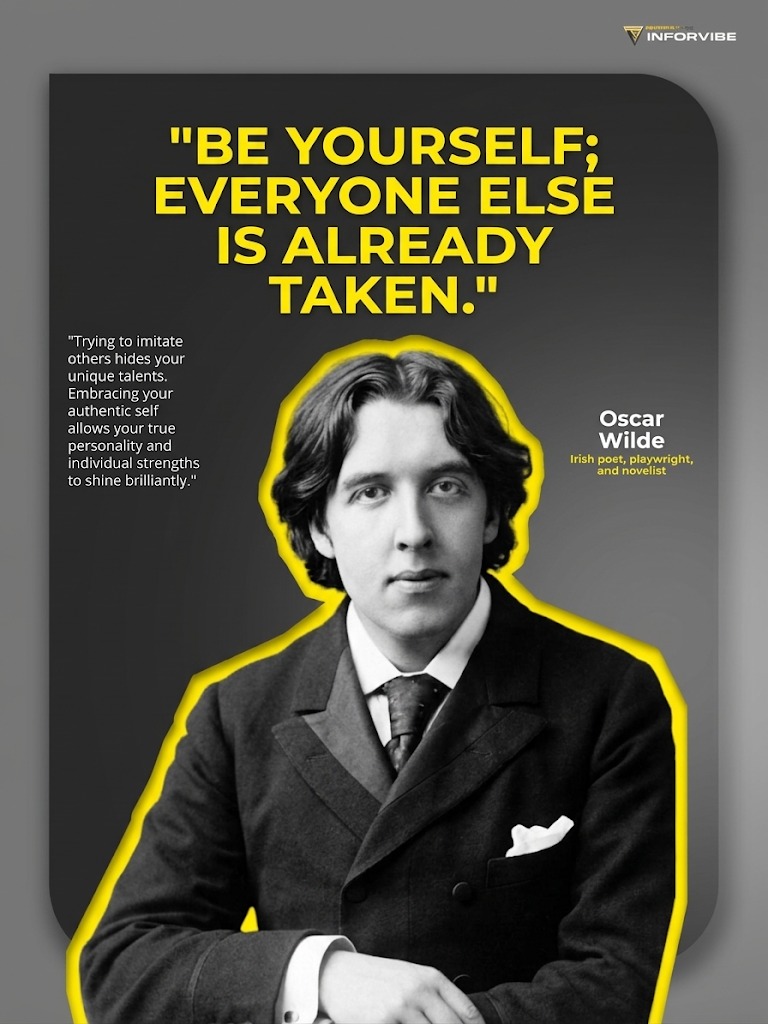 INFORVIBE
"BE YOURSELF;
EVERYONE ELSE
IS ALREADY
TAKEN."
"Trying to imitate
others hides your
unique talents.
Embracing your
authentic self
allows your true
personality and
individual strengths
to shine brilliantly."
Oscar
Wilde
Irish poet, playwright,
and novelist